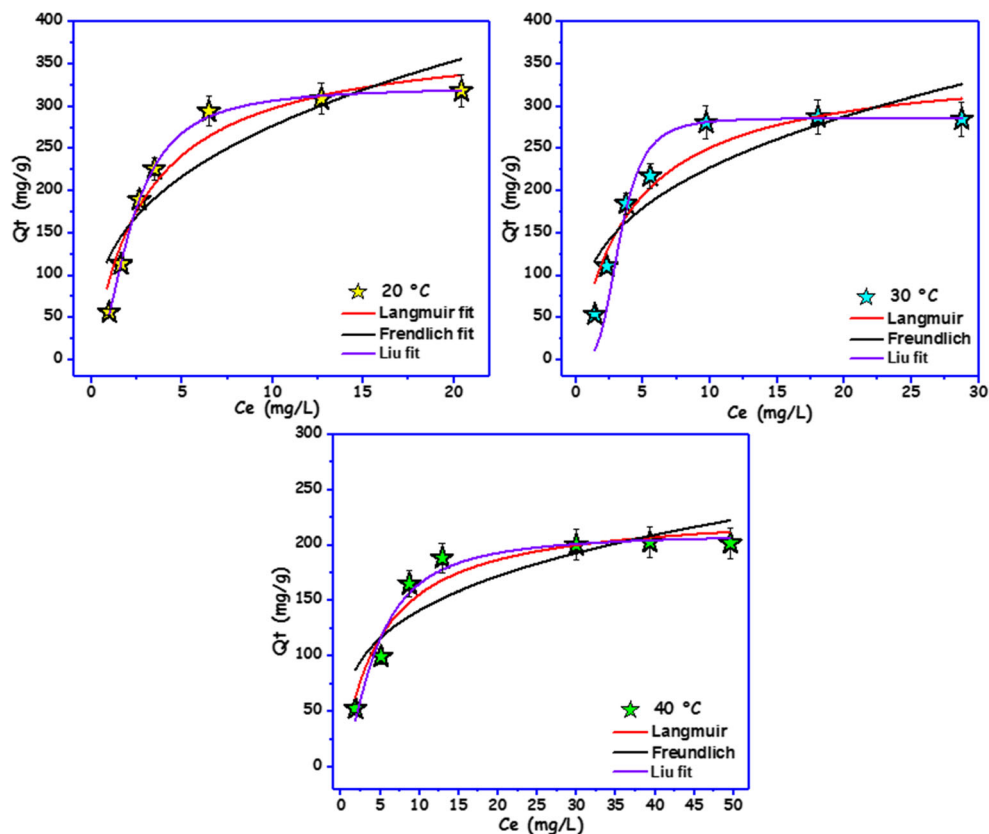 400
350
300
250
200
150
100
50
0
Qt (mg/g)
0 5 10 15 20
Ce (mg/L)
20 °C
Langmuir fit
Frendlich fit
Liu fit
400
350
300
250
200
150
100
50
0
Qt (mg/g)
0 5 10 15 20 25 30
Ce (mg/L)
30 °C
Langmuir
Freundlich
Liu fit
300
250
200
150
100
50
0
Qt (mg/g)
0 5 10 15 20 25 30 35 40 45 50
Ce (mg/L)
40 °C
Langmuir
Freundlich
Liu fit